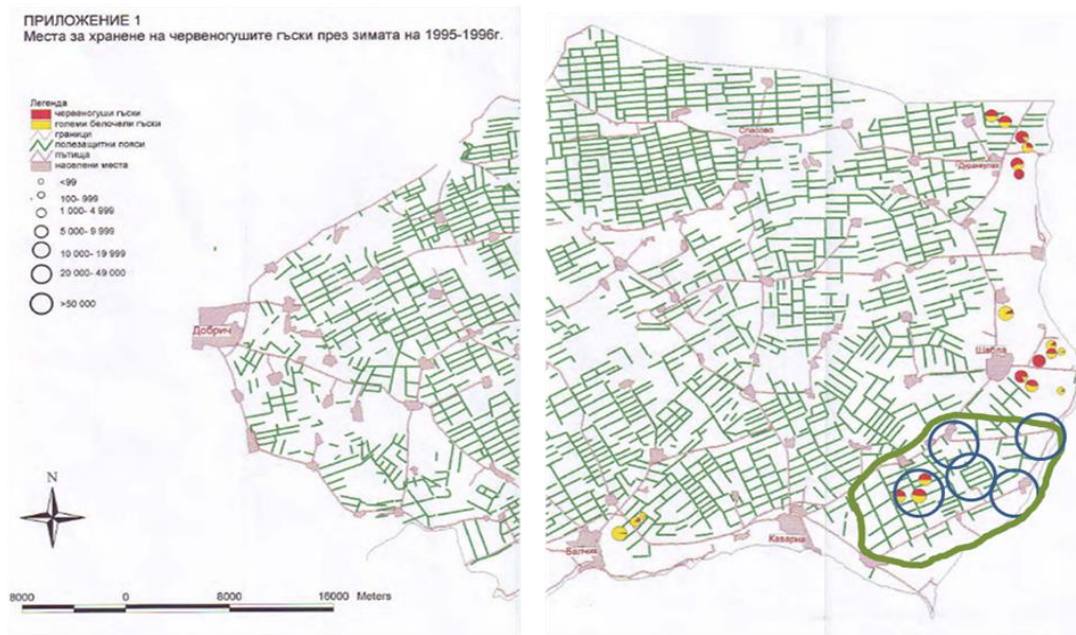 ПРИЛОЖЕНИЕ 1
Места за хранене на червеногушите гъски през зимата на 1995-1996г.
Легенда
червеногуши гъски
големи белочели гъски
граници
полезащитни пояси
пътища
населени места
<99
100- 999
1 000- 4 999
5 000- 9 999
10 000- 19 999
20 000- 49 000
>50 000
Спасово
Дуранкулак
Добрич
Шабла
N
Балчик
Каварна
8000 0 8000 16000 Meters